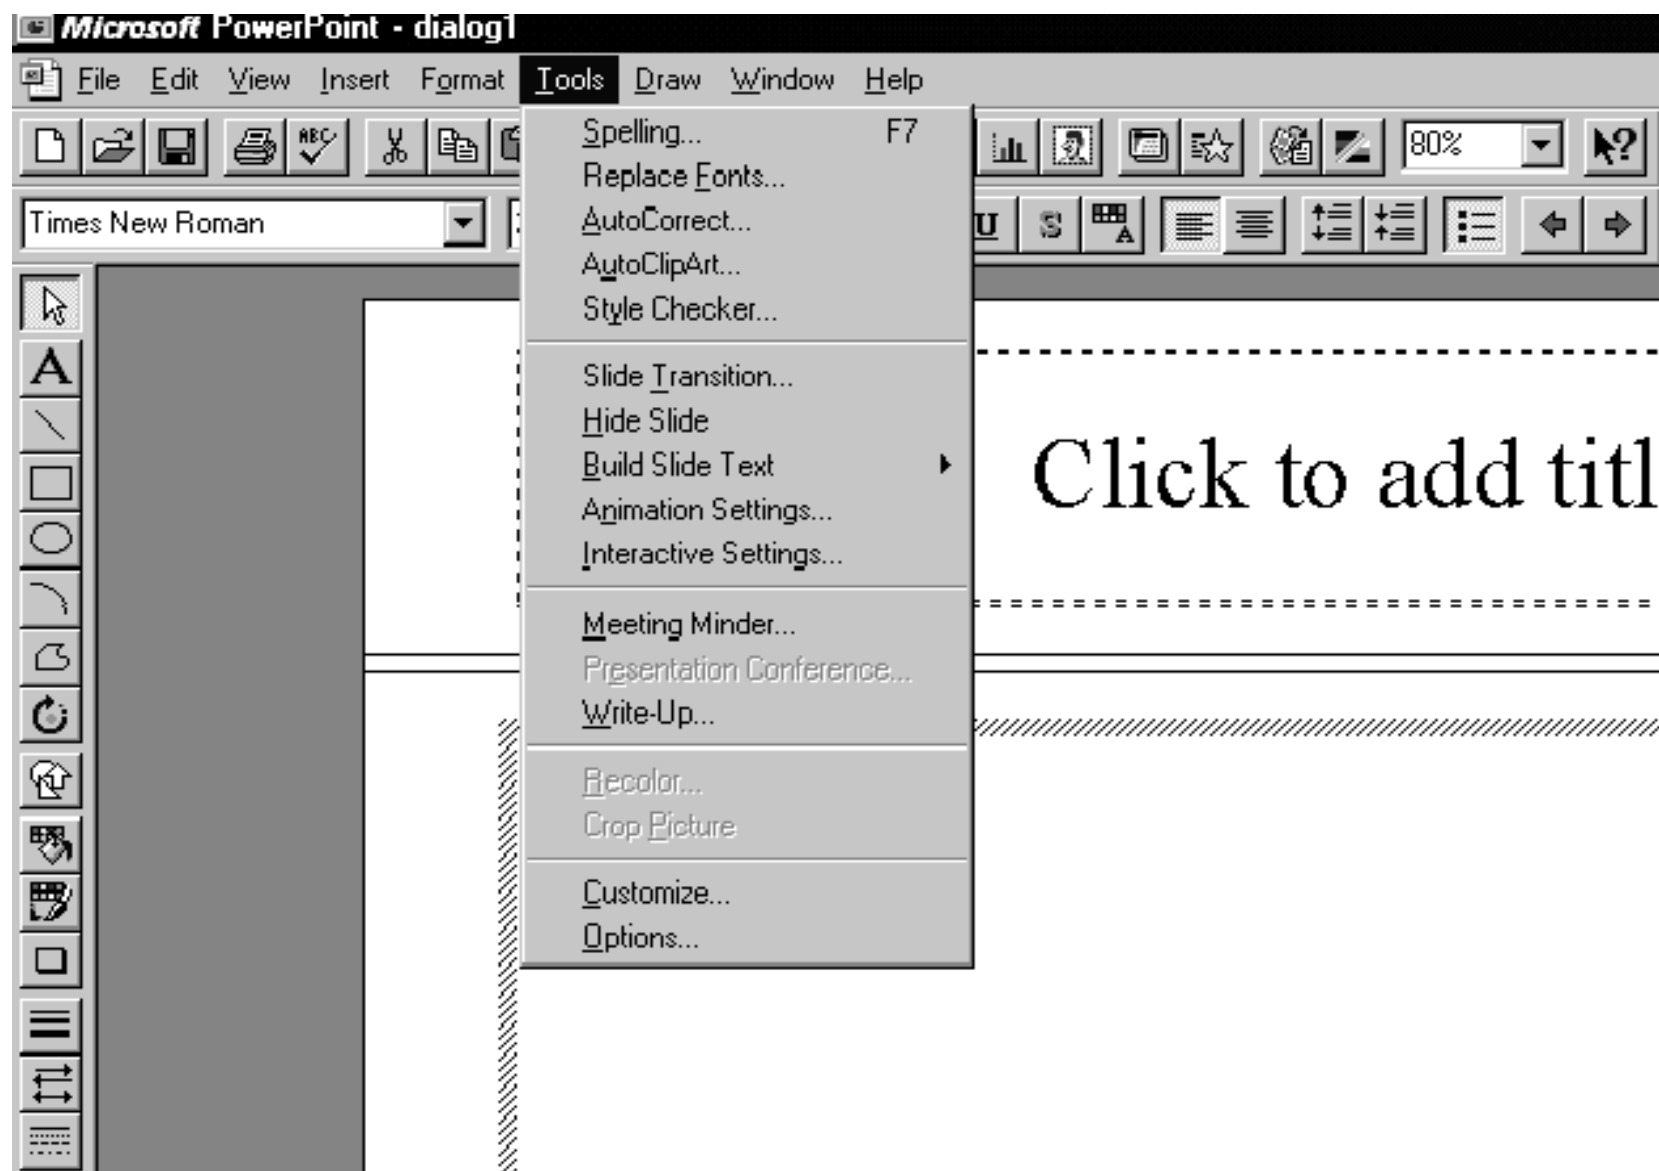 Microsoft PowerPoint - dialog1
File Edit View Insert Format Tools Draw Window Help
ABC
80%
?
Times New Roman
U S A
A
Spelling... F7
Replace Fonts...
AutoCorrect...
AutoClipArt...
Style Checker...
Slide Transition...
Hide Slide
Build Slide Text
Animation Settings...
Interactive Settings...
Meeting Minder...
Presentation Conference...
Write-Up...
Recolor...
Crop Picture
Customize...
Options...
Click to add titl